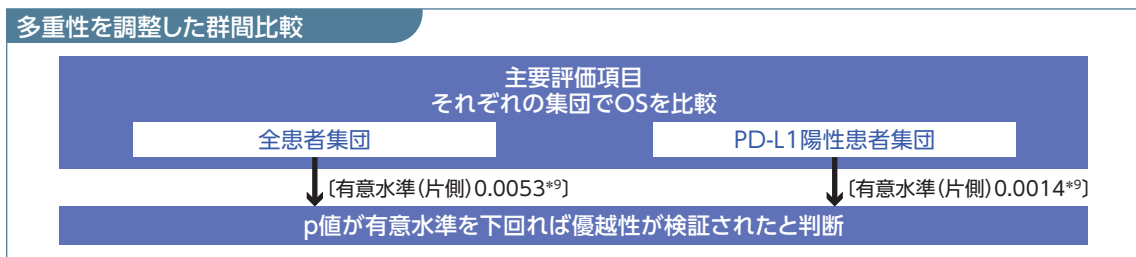 多重性を調整した群間比較
主要評価項目
それぞれの集団でOSを比較
全患者集団
PD-L1陽性患者集団
〔有意水準(片側)0.0053*9〕
〔有意水準(片側)0.0014*9〕
p値が有意水準を下回れば優越性が検証されたと判断